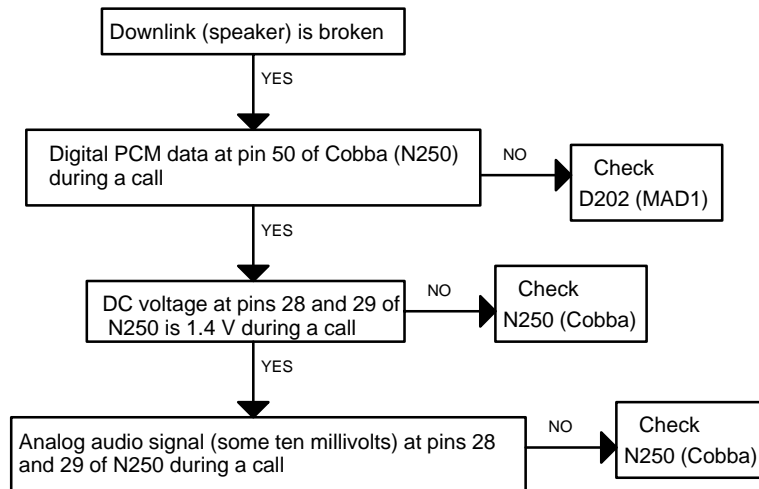 Downlink (speaker) is broken
YES
Digital PCM data at pin 50 of Cobba (N250)
during a call
NO
Check
D202 (MAD1)
YES
DC voltage at pins 28 and 29 of
N250 is 1.4 V during a call
NO
Check
N250 (Cobba)
YES
Analog audio signal (some ten millivolts) at pins 28
and 29 of N250 during a call
NO
Check
N250 (Cobba)